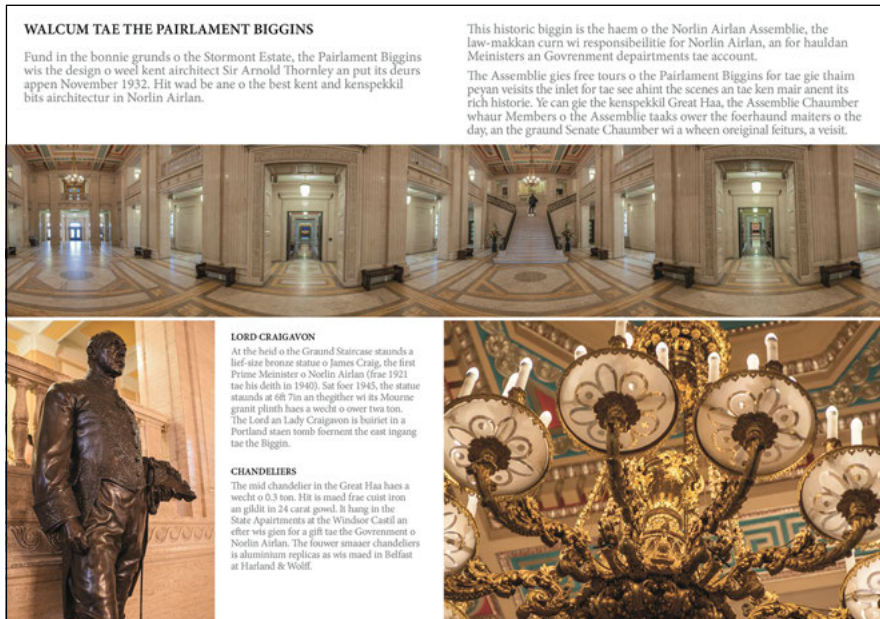 WALCUM TAE THE PAIRLAMENT BIGGINS
Fund in the bonnie grunds o the Stormont Estate, the Pairlament Biggins
wis the design o weel kent airchitect Sir Arnold Thornley an put its deurs
appen November 1932. Hit wad be ane o the best kent and kenspekkil
bits airchitectur in Norlin Airlan.
This historic biggin is the haem o the Norlin Airlan Assemblie, the
law-makkan curn wi responsibeilitie for Norlin Airlan, an for hauldan
Meinisters an Govrenment depairtments tae account.
The Assemblie gies free tours o the Pairlament Biggins for tae gie thaim
peyan veisits the inlet for tae see ahint the scenes an tae ken mair anent its
rich historie. Ye can gie the kenspekkil Great Haa, the Assemblie Chaumber
whaur Members o the Assemblie taaks ower the foerhaund maiters o the
day, an the graund Senate Chaumber wi a wheen oreiginal feiturs, a veisit.
LORD CRAIGAVON
At the heid o the Graund Staircase staunds a
lief-size bronze statue o James Craig, the first
Prime Meinister o Norlin Airlan (frae 1921
tae his deith in 1940). Sat foer 1945, the statue
staunds at 6ft 7in an thegither wi its Mourne
granit plinth haes a wecht o ower twa ton.
The Lord an Lady Craigavon is buiriet in a
Portland staen tomb foernent the east ingang
tae the Biggin.
CHANDELIERS
The mid chandelier in the Great Haa haes a
wecht o 0.3 ton. Hit is maed frae cuist iron
an gildit in 24 carat gowd. It hang in the
State Apairtments at the Windsor Castil an
efter wis gien for a gift tae the Govrenment o
Norlin Airlan. The fouwer smaaer chandeliers
is aluminium replicas as wis maed in Belfast
at Harland & Wolff.